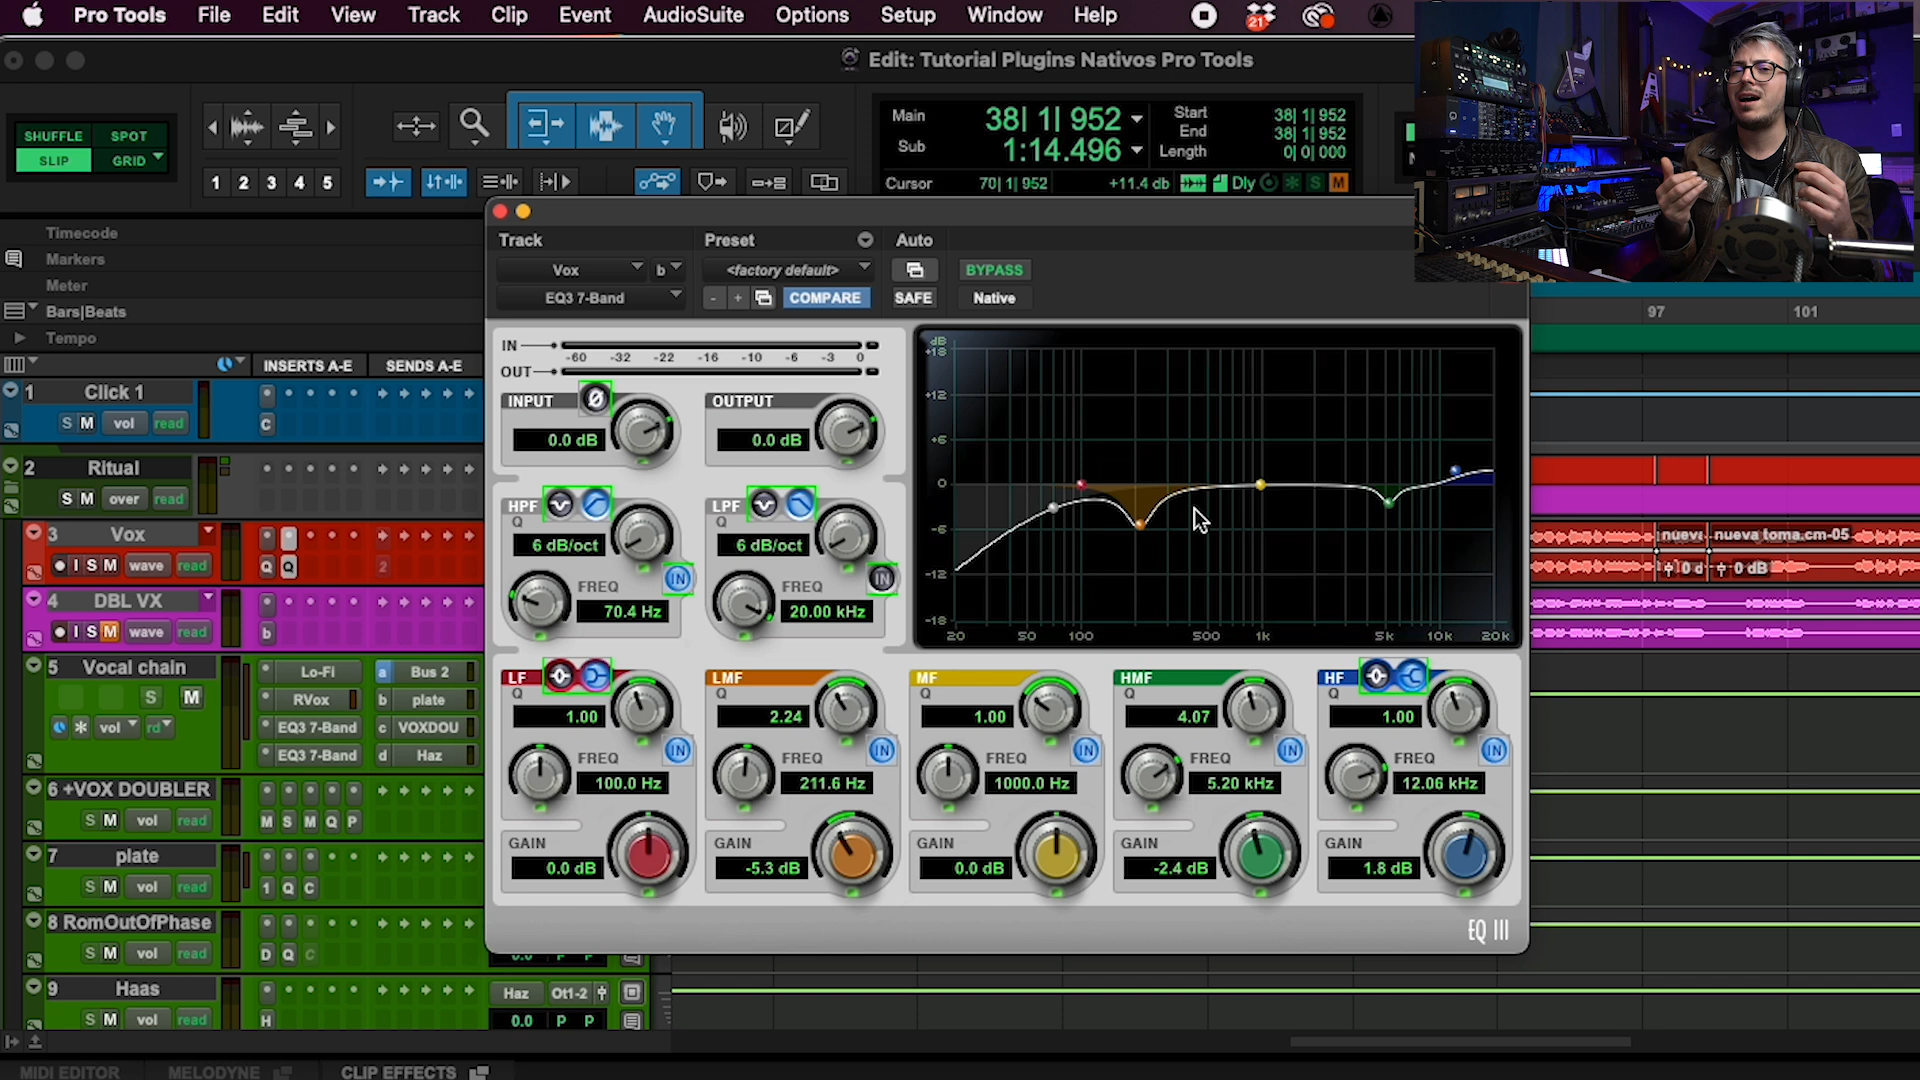 Pro Tools File Edit View Track Clip Event AudioSuite Options Setup Window Help
21
Edit: Tutorial Plugins Nativos Pro Tools
SHUFFLE SPOT
SLIP GRID
1 2 3 4 5
Main 38| 1| 952
Sub 1:14.496
Start 38| 1| 952
End 38| 1| 952
Length 0| 0| 000
Cursor 70| 1| 952 +11.4 db Dly S M
Timecode
Markers
Meter
Bars|Beats
Tempo
97 101
INSERTS A-E SENDS A-E
1 Click 1
S M vol read
C
2 Ritual
S M over read
3 Vox
I S M wave read
Q Q 2
4 DBL VX
I S M wave read
b
5 Vocal chain
S M
vol rd
Lo-Fi a Bus 2
RVox b plate
EQ3 7-Band c VOXDOU
EQ3 7-Band d Haz
6 +VOX DOUBLER
S M vol read
M S M Q P
7 plate
S M vol read
1 Q C
8 RomOutOfPhase
S M vol read
D Q C
9 Haas
S M vol read
H
Haz Ot1-2
0.0 P P
MIDI EDITOR MELODYNE CLIP EFFECTS
Track Preset Auto
Vox b <factory default> BYPASS
EQ3 7-Band - + COMPARE SAFE Native
IN
-60 -32 -22 -16 -10 -6 -3 0
OUT
INPUT Ø
0.0 dB
OUTPUT
0.0 dB
HPF
Q
6 dB/oct
FREQ IN
70.4 Hz
LPF
Q
6 dB/oct
FREQ IN
20.00 kHz
dB
+18
+12
+6
0
-6
-12
-18
20 50 100 500 1k 5k 10k 20k
LF
Q
1.00
FREQ IN
100.0 Hz
GAIN
0.0 dB
LMF
Q
2.24
FREQ IN
211.6 Hz
GAIN
-5.3 dB
MF
Q
1.00
FREQ IN
1000.0 Hz
GAIN
0.0 dB
HMF
Q
4.07
FREQ IN
5.20 kHz
GAIN
-2.4 dB
HF
Q
1.00
FREQ IN
12.06 kHz
GAIN
1.8 dB
EQ III
nueva toma.cm-05
0 dB